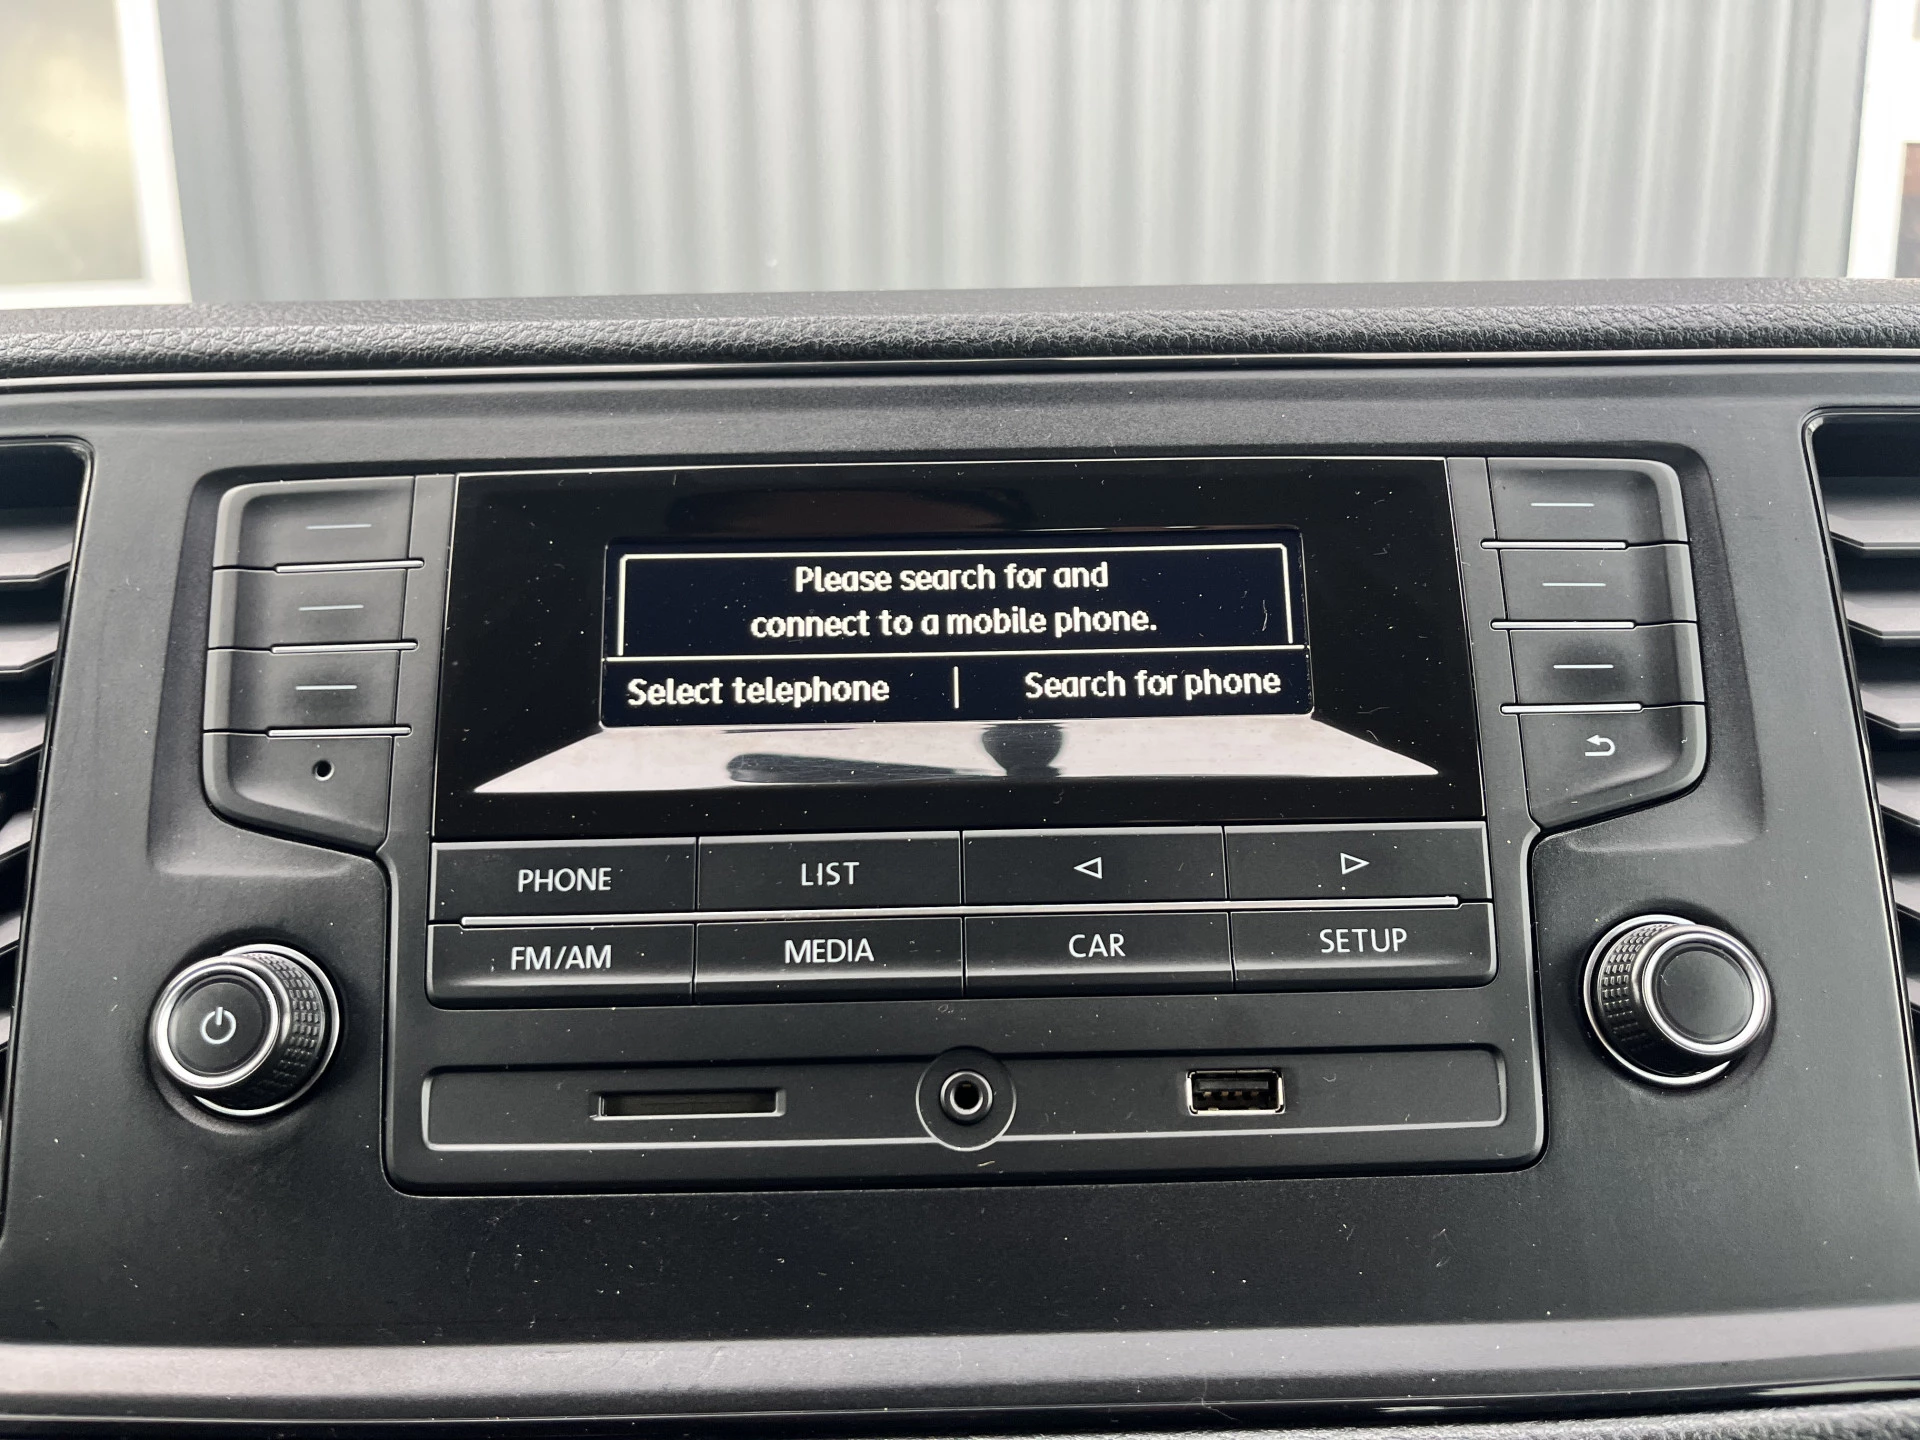 Please search for and
connect to a mobile phone.
Select telephone | Search for phone
PHONE LIST
FM/AM MEDIA CAR SETUP